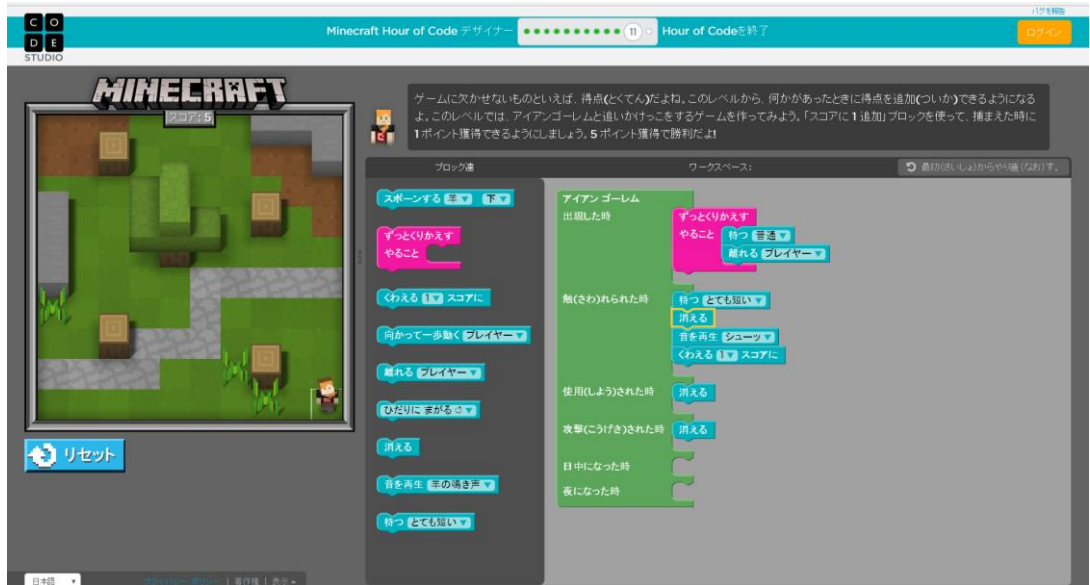 バグを報告
CODE
STUDIO
Minecraft Hour of Code デザイナー 11 Hour of Codeを終了
ログイン
MINECRAFT
スコア: 5
ゲームに欠かせないものといえば、得点(とくてん)だよね。このレベルから、何かがあったときに得点を追加(ついか)できるようになる
よ。このレベルでは、アイアンゴーレムと追いかけっこをするゲームを作ってみよう。「スコアに 1 追加」ブロックを使って、捕まえた時に
1ポイント獲得できるようにしましょう。5 ポイント獲得で勝利だよ!
ブロック達
ワークスペース:
最初(さいしょ)からやり直(なお)す。
スポーンする 羊 下
ずっとくりかえす
やること
くわえる 1 スコアに
向かって一歩動く プレイヤー
離れる プレイヤー
ひだりに まがる
消える
音を再生 羊の鳴き声
待つ とても短い
アイアン ゴーレム
出現した時
ずっとくりかえす
やること 待つ 普通
離れる プレイヤー
触(さわ)れられた時 待つ とても短い
消える
音を再生 シューッ
くわえる 1 スコアに
使用(しよう)された時 消える
攻撃(こうげき)された時 消える
日中になった時
夜になった時
リセット
日本語
プライバシー ポリシー | 著作権 | 表示